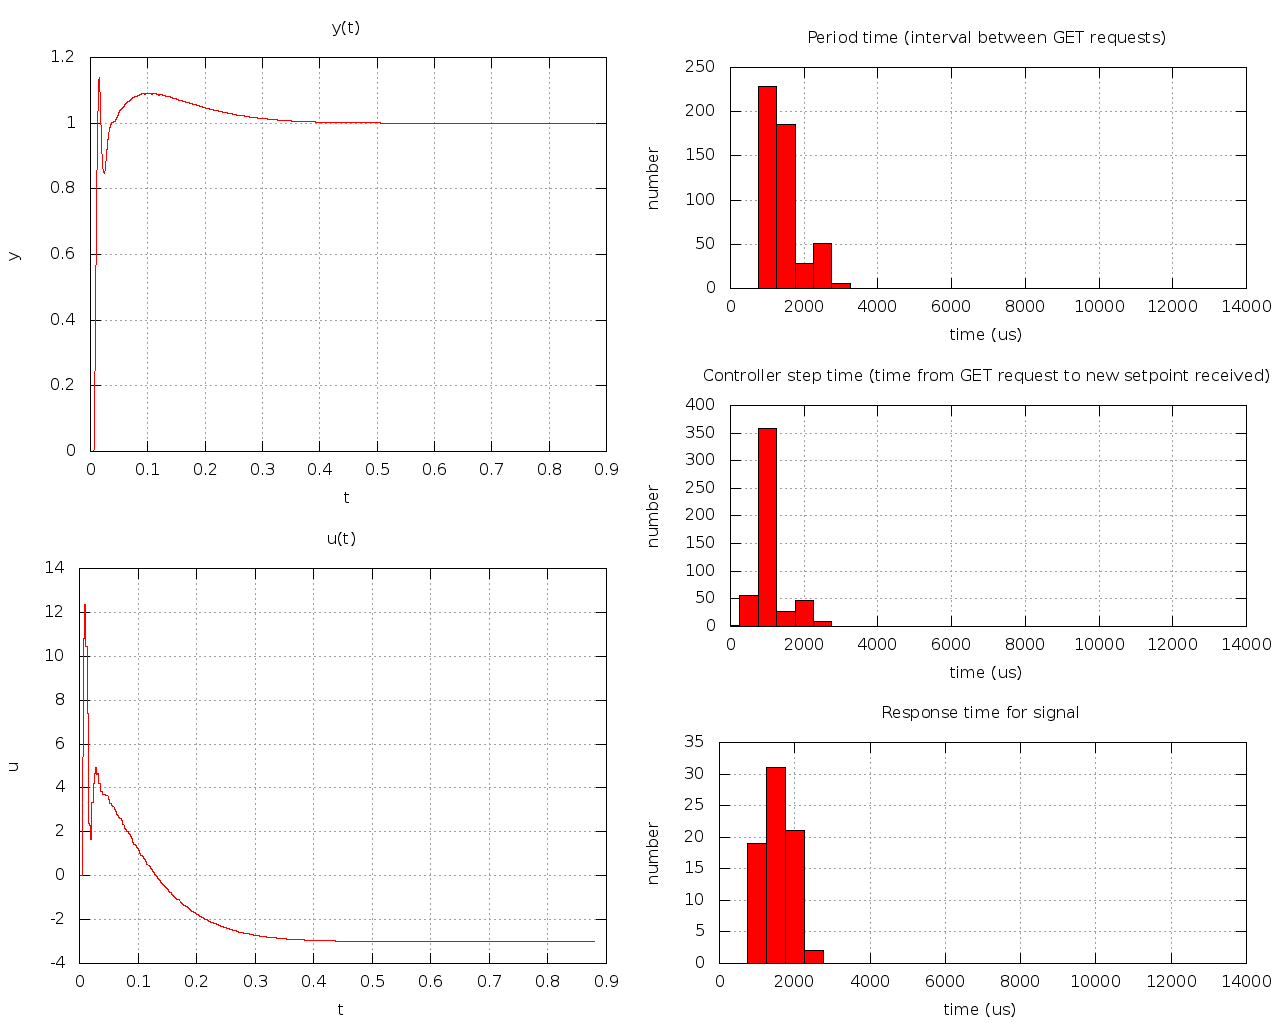 y(t)
1.2
1
0.8
0.6
0.4
0.2
0
y
0 0.1 0.2 0.3 0.4 0.5 0.6 0.7 0.8 0.9
t
u(t)
14
12
10
8
6
4
2
0
-2
-4
u
0 0.1 0.2 0.3 0.4 0.5 0.6 0.7 0.8 0.9
t
Period time (interval between GET requests)
250
200
150
100
50
0
number
0 2000 4000 6000 8000 10000 12000 14000
time (us)
Controller step time (time from GET request to new setpoint received)
400
350
300
250
200
150
100
50
0
number
0 2000 4000 6000 8000 10000 12000 14000
time (us)
Response time for signal
35
30
25
20
15
10
5
0
number
0 2000 4000 6000 8000 10000 12000 14000
time (us)